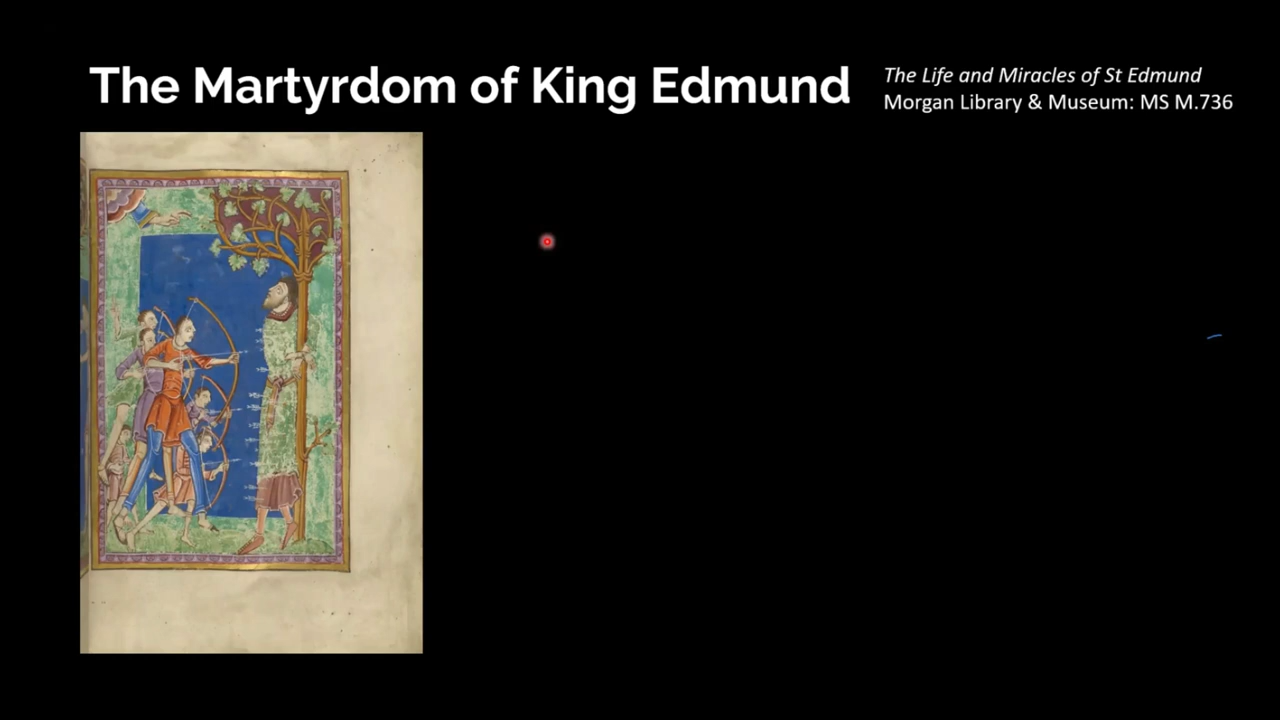 The Martyrdom of King Edmund
The Life and Miracles of St Edmund
Morgan Library & Museum: MS M.736